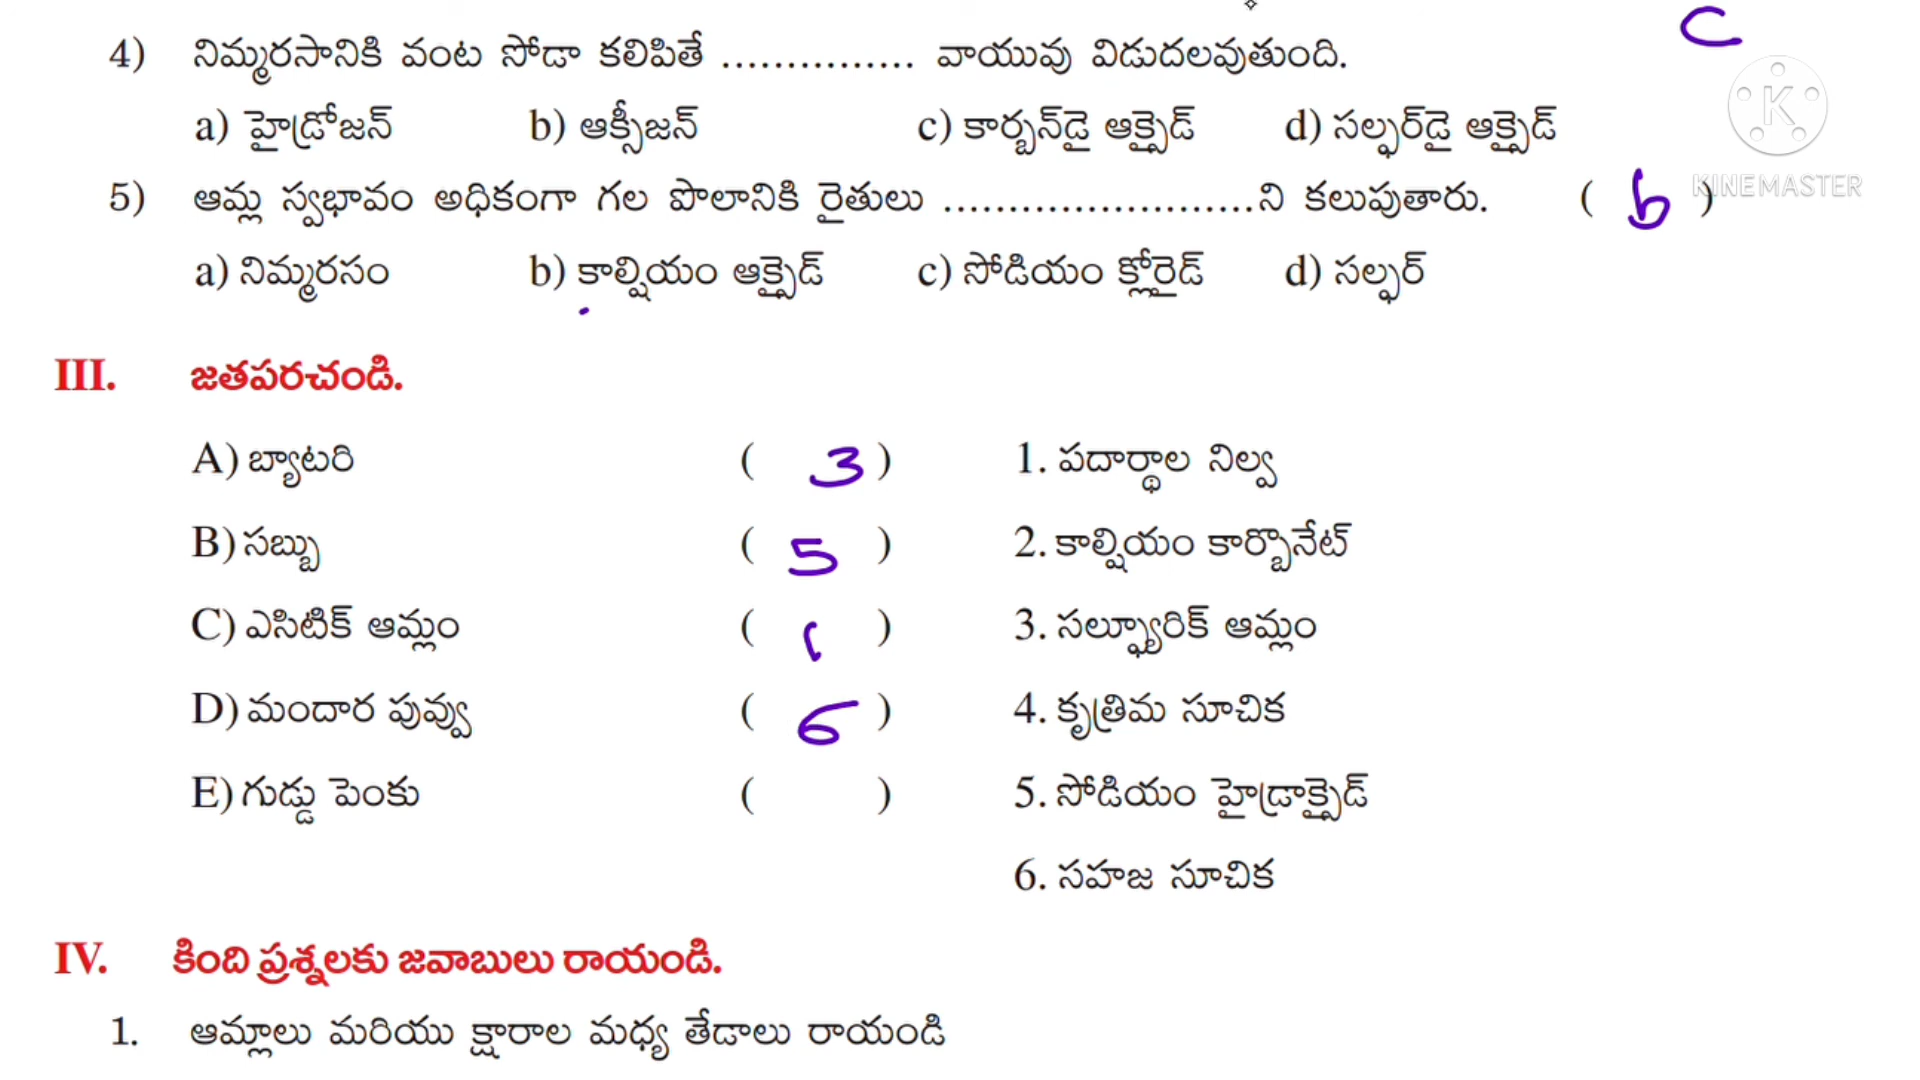 C
4) నిమ్మరసానికి వంట సోడా కలిపితే ............... వాయువు విడుదలవుతుంది.
a) హైడ్రోజన్ b) ఆక్సీజన్ c) కార్బన్‌డై ఆక్సైడ్ d) సల్ఫర్‌డై ఆక్సైడ్
K
KINEMASTER
5) ఆమ్ల స్వభావం అధికంగా గల పొలానికి రైతులు ........................ని కలుపుతారు. ( b )
a) నిమ్మరసం b) కాల్షియం ఆక్సైడ్ c) సోడియం క్లోరైడ్ d) సల్ఫర్
III. జతపరచండి.
A) బ్యాటరి ( 3 ) 1. పదార్థాల నిల్వ
B) సబ్బు ( 5 ) 2. కాల్షియం కార్బొనేట్
C) ఎసిటిక్ ఆమ్లం ( 1 ) 3. సల్ఫ్యూరిక్ ఆమ్లం
D) మందార పువ్వు ( 6 ) 4. కృత్రిమ సూచిక
E) గుడ్డు పెంకు ( ) 5. సోడియం హైడ్రాక్సైడ్
6. సహజ సూచిక
IV. కింది ప్రశ్నలకు జవాబులు రాయండి.
1. ఆమ్లాలు మరియు క్షారాల మధ్య తేడాలు రాయండి